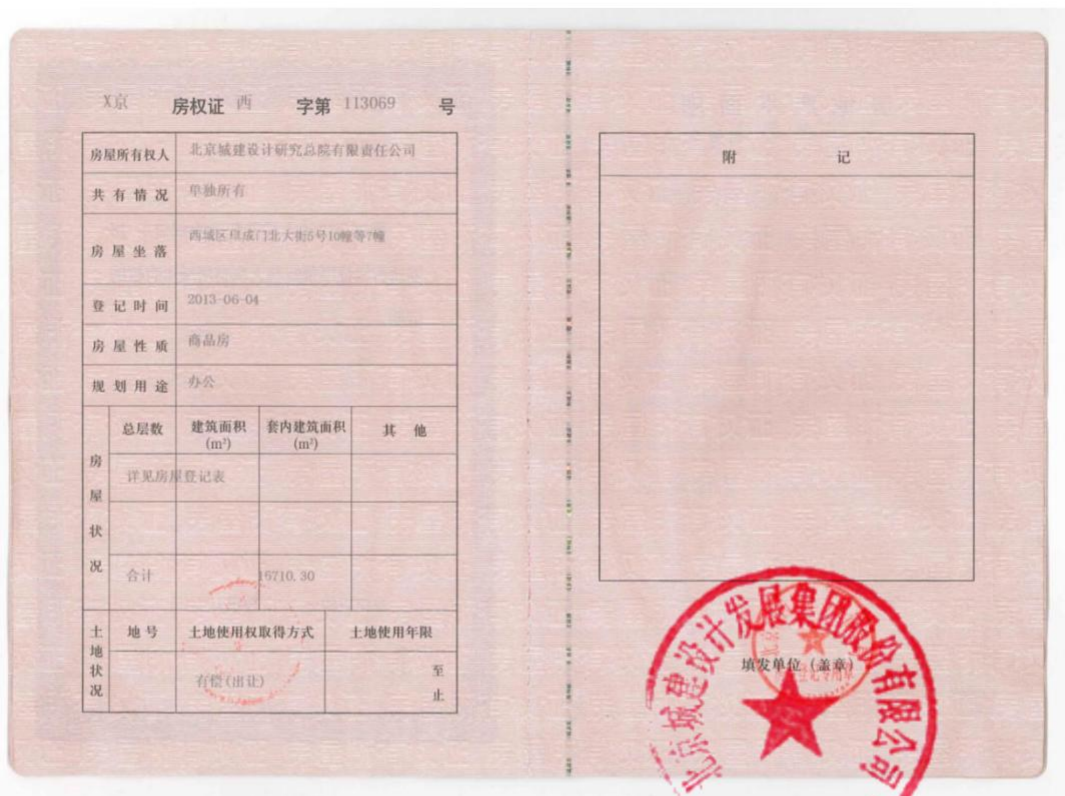 X京 房权证 西 字第 113069 号
房屋所有权人 北京城建设计研究总院有限责任公司
共有情况 单独所有
房屋坐落 西城区阜成门北大街5号10幢等7幢
登记时间 2013-06-04
房屋性质 商品房
规划用途 办公
房屋状况
总层数 建筑面积(m²) 套内建筑面积(m²) 其他
详见房屋登记表
合计 16710.30
土地状况
地号 土地使用权取得方式 土地使用年限
有偿(出让) 至
止
附 记
北京城建设计发展集团股份有限公司
填发单位（盖章）
登记专用章